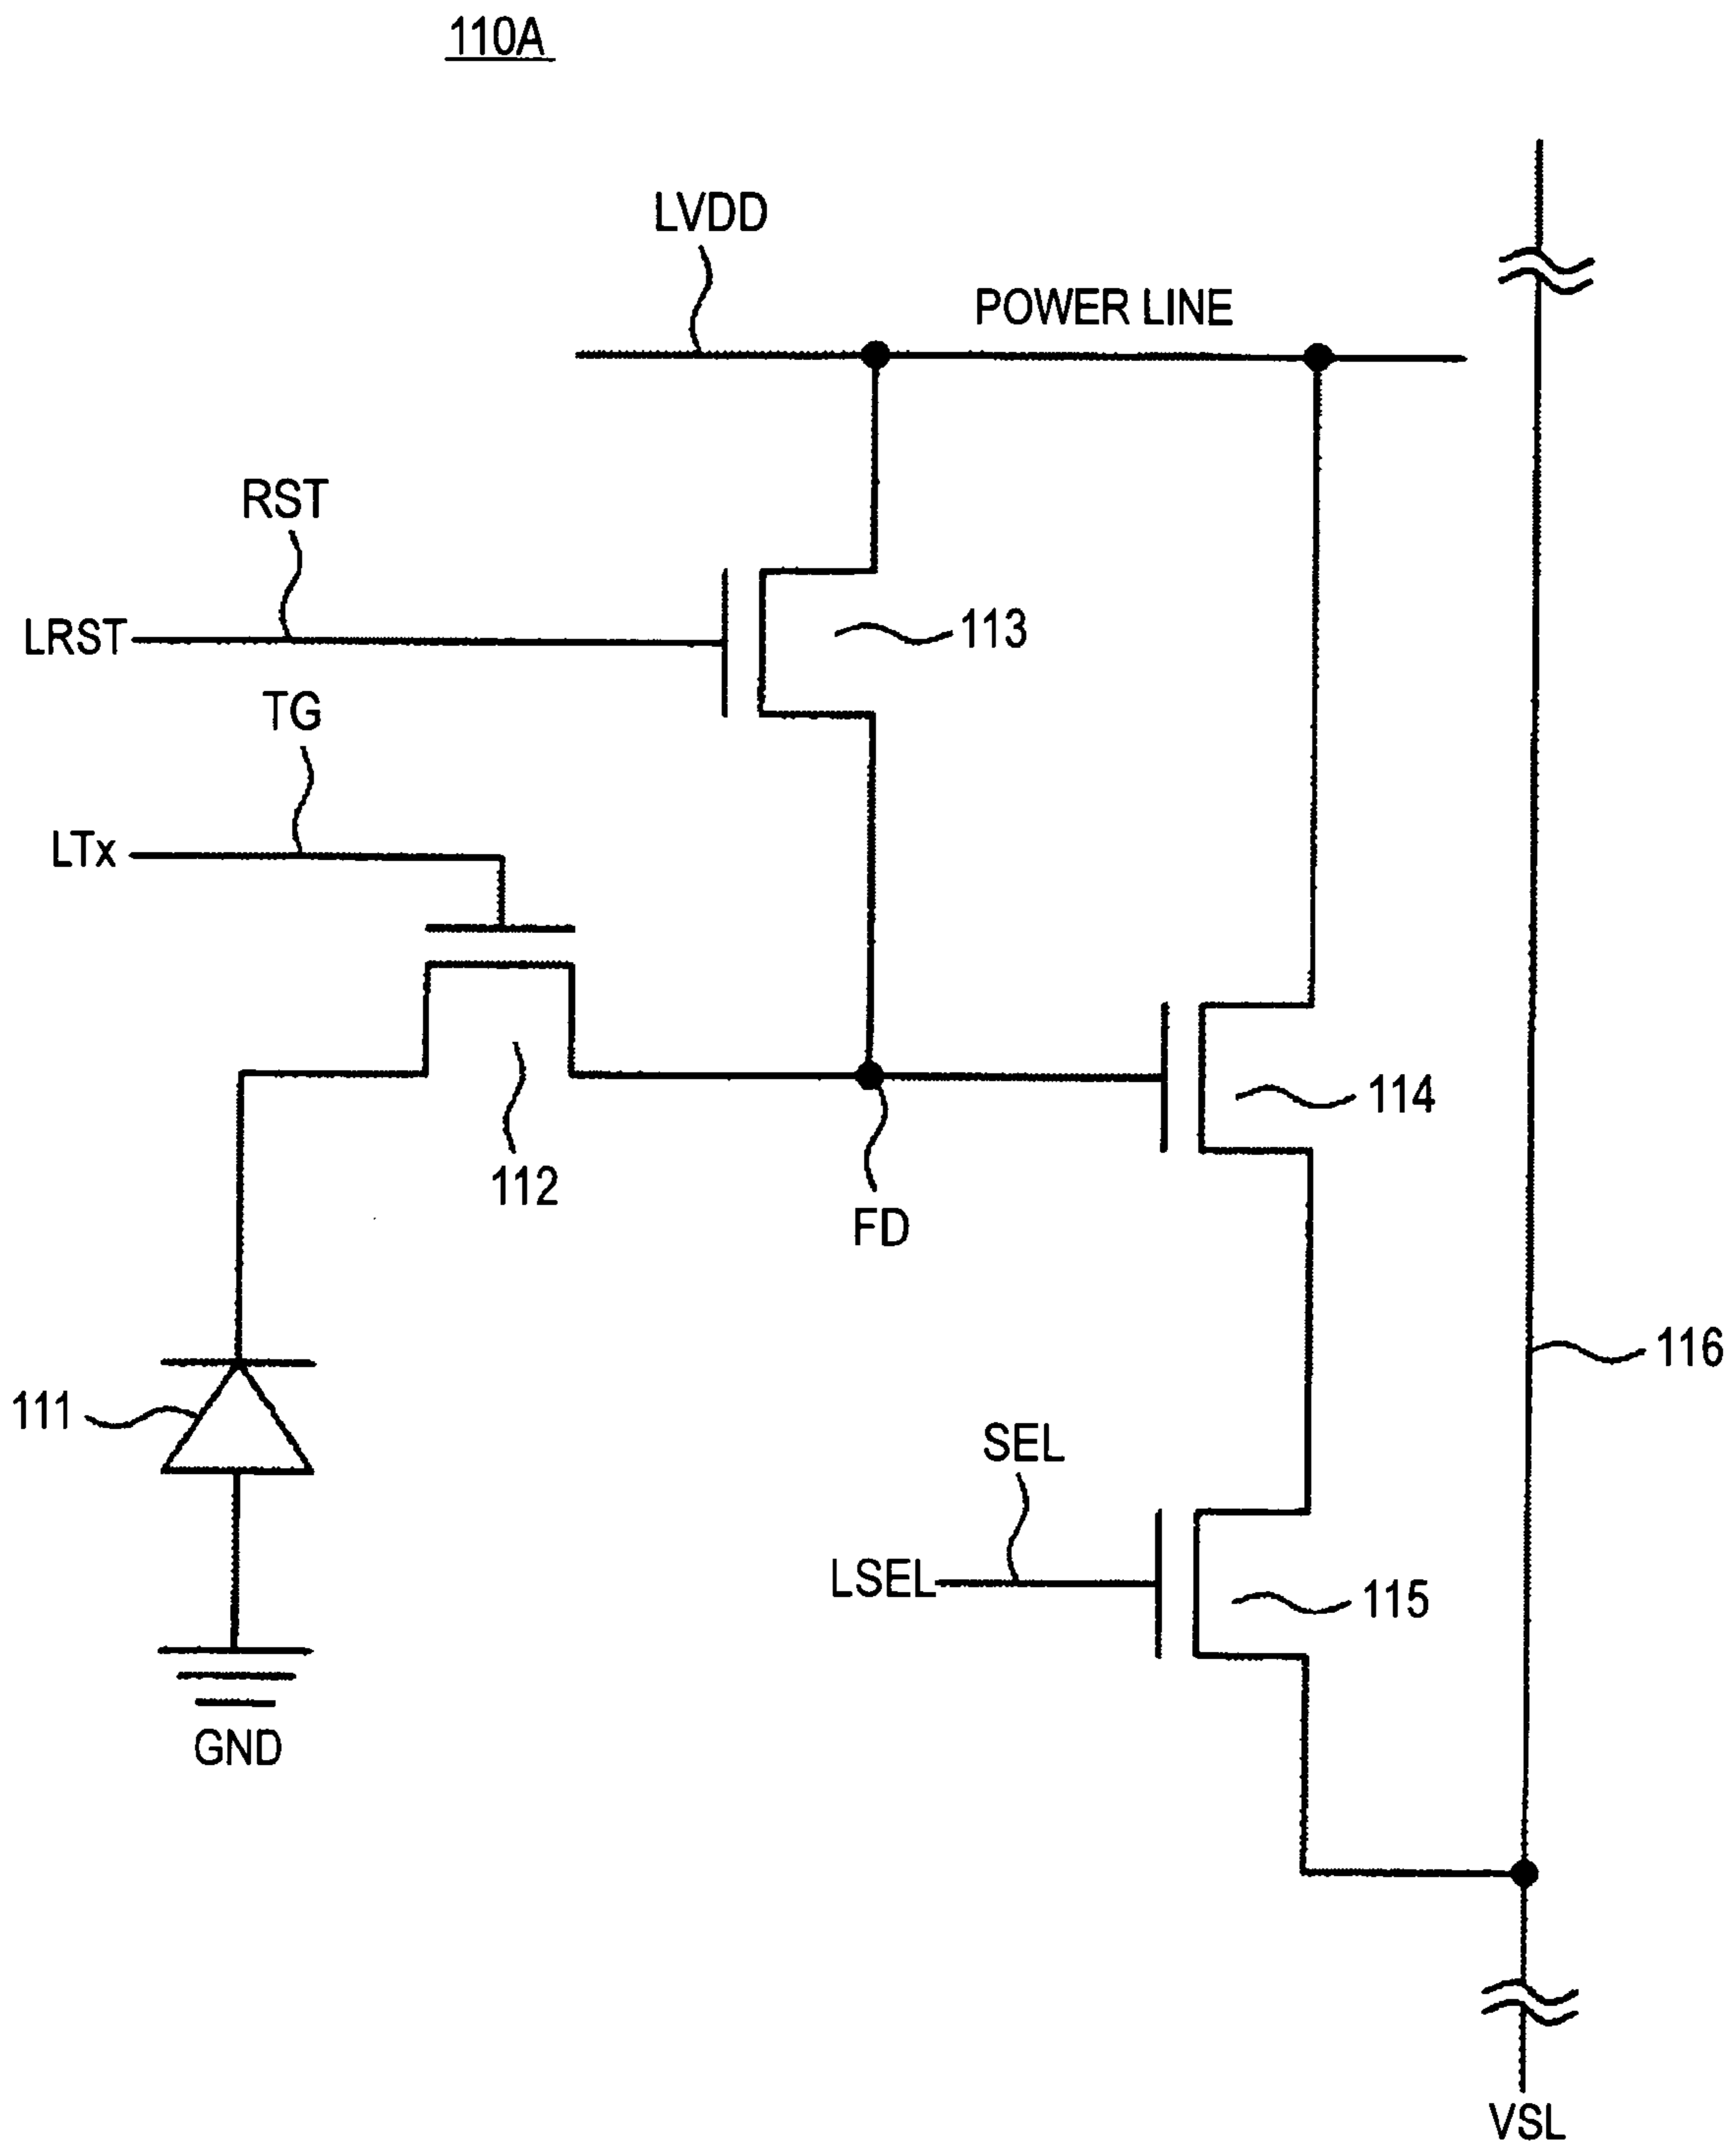 110A
LVDD
POWER LINE
RST
LRST
113
TG
LTx
114
112
FD
116
111
SEL
LSEL
115
GND
VSL